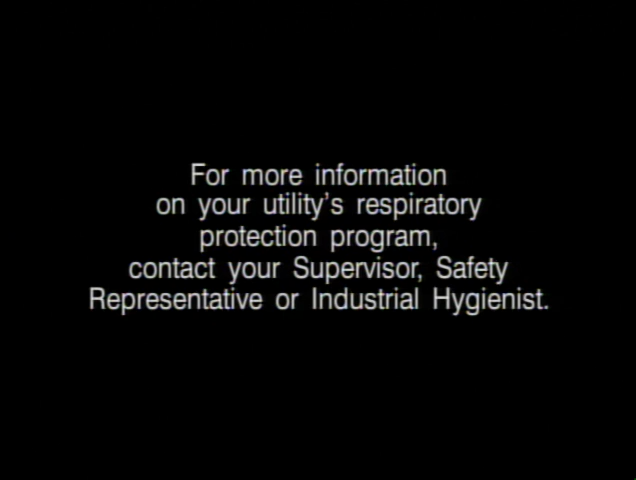 For more information
on your utility's respiratory
protection program,
contact your Supervisor, Safety
Representative or Industrial Hygienist.